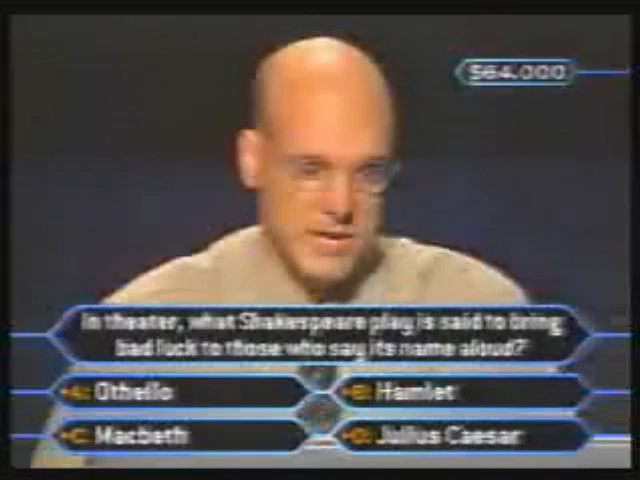 $64,000
In theater, what Shakespeare play is said to bring
bad luck to those who say its name aloud?
A: Othello
B: Hamlet
C: Macbeth
D: Julius Caesar